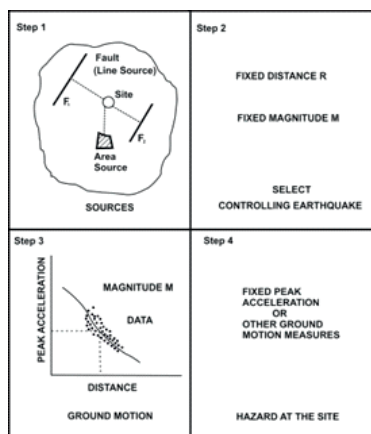 Step 1
Fault
(Line Source)
Site
F₁
F₂
Area
Source
SOURCES
Step 2
FIXED DISTANCE R
FIXED MAGNITUDE M
SELECT
CONTROLLING EARTHQUAKE
Step 3
PEAK ACCELERATION
MAGNITUDE M
DATA
DISTANCE
GROUND MOTION
Step 4
FIXED PEAK
ACCELERATION
OR
OTHER GROUND
MOTION MEASURES
HAZARD AT THE SITE